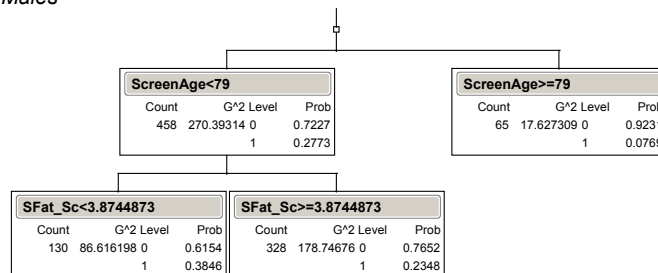 Males
ScreenAge<79
ScreenAge>=79
Count G^2 Level Prob
458 270.39314 0 0.7227
1 0.2773
Count G^2 Level
65 17.627309 0
1
SFat_Sc<3.8744873
SFat_Sc>=3.8744873
Count G^2 Level Prob
130 86.616198 0 0.6154
1 0.3846
Count G^2 Level Prob
328 178.74676 0 0.7652
1 0.2348